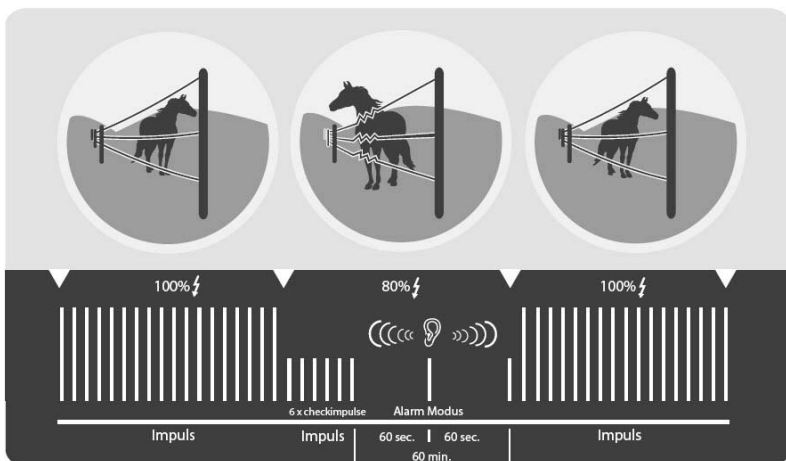 100%
80%
100%
6 x checkimpulse
Alarm Modus
Impuls
Impuls
60 sec.
60 sec.
Impuls
60 min.